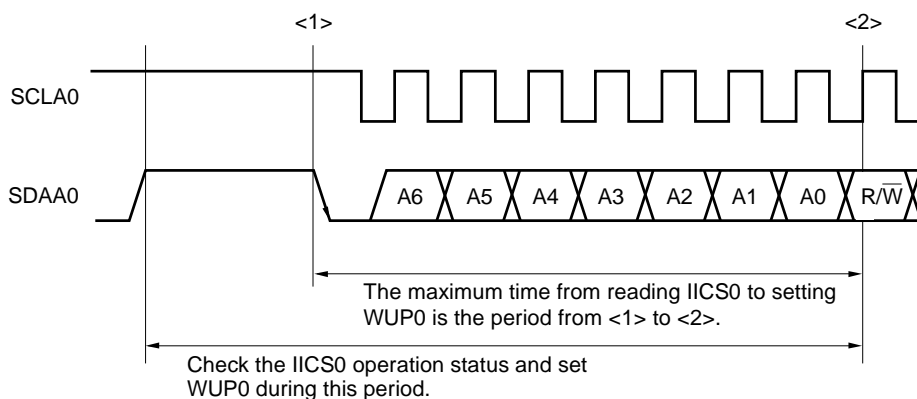 <1> <2>
SCLA0
SDAA0 A6 A5 A4 A3 A2 A1 A0 R/W̅
The maximum time from reading IICS0 to setting
WUP0 is the period from <1> to <2>.
Check the IICS0 operation status and set
WUP0 during this period.